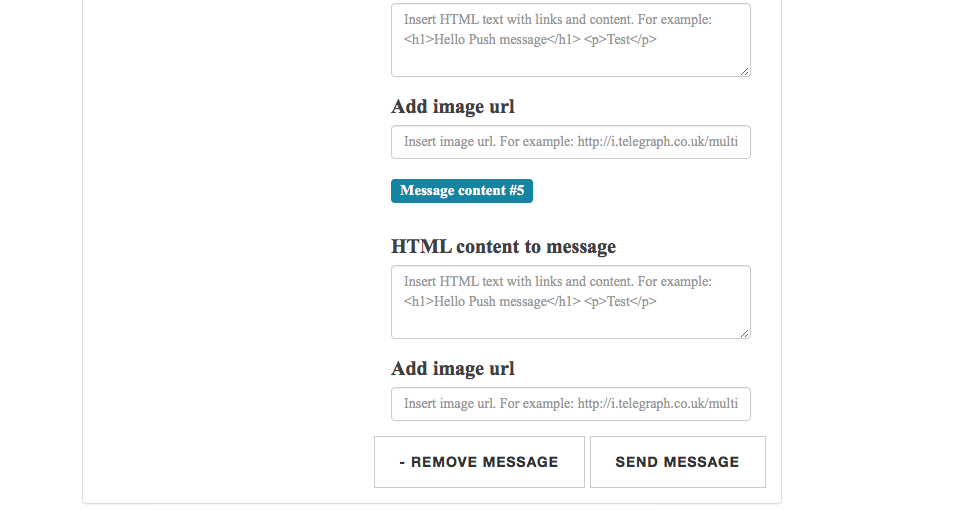 Insert HTML text with links and content. For example:
<h1>Hello Push message</h1> <p>Test</p>
Add image url
Insert image url. For example: http://i.telegraph.co.uk/multi
Message content #5
HTML content to message
Insert HTML text with links and content. For example:
<h1>Hello Push message</h1> <p>Test</p>
Add image url
Insert image url. For example: http://i.telegraph.co.uk/multi
- REMOVE MESSAGE
SEND MESSAGE